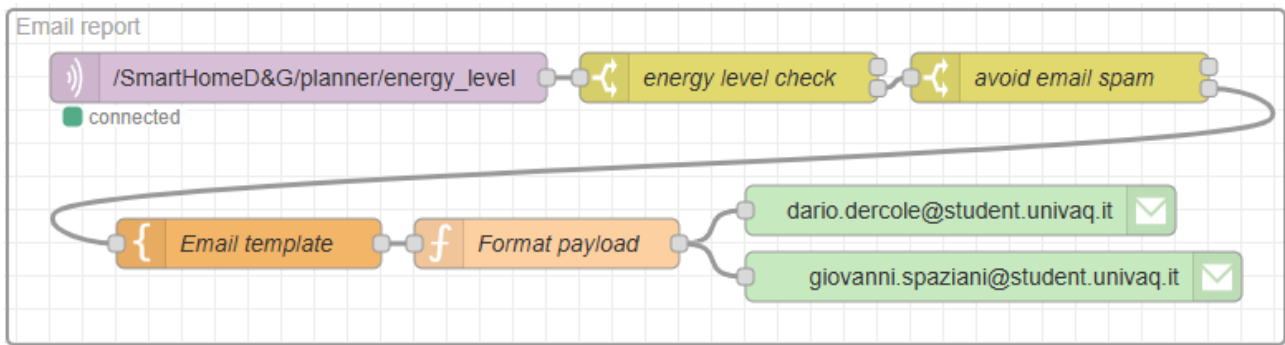 Email report
/SmartHomeD&G/planner/energy_level
energy level check
avoid email spam
connected
Email template
Format payload
dario.dercole@student.univaq.it
giovanni.spaziani@student.univaq.it